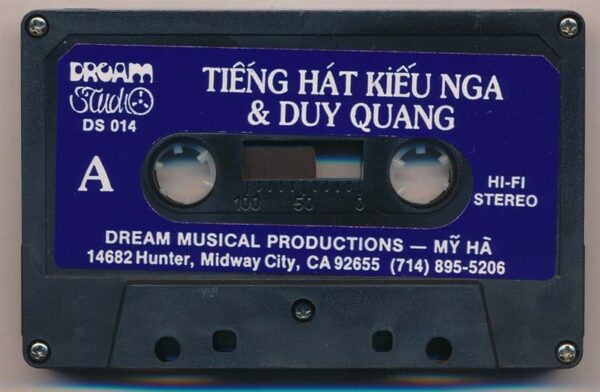 DREAM
Studio
DS 014
TIẾNG HÁT KIẾU NGA
& DUY QUANG
A
HI-FI
STEREO
100 50 0
DREAM MUSICAL PRODUCTIONS — MỸ HÀ
14682 Hunter, Midway City, CA 92655 (714) 895-5206